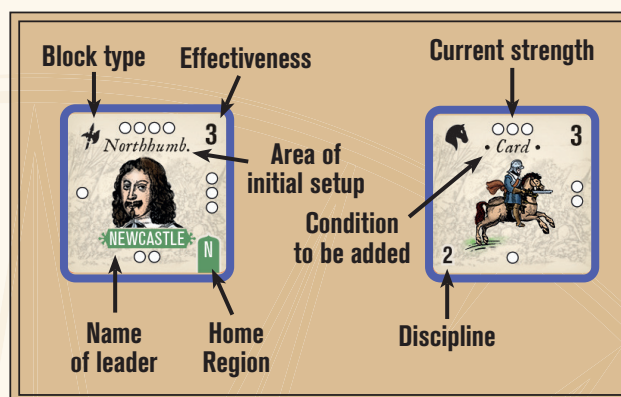 Block type
Effectiveness
Current strength
Northhumb.
3
NEWCASTLE
N
Area of
initial setup
• Card •
3
2
Condition
to be added
Name
of leader
Home
Region
Discipline